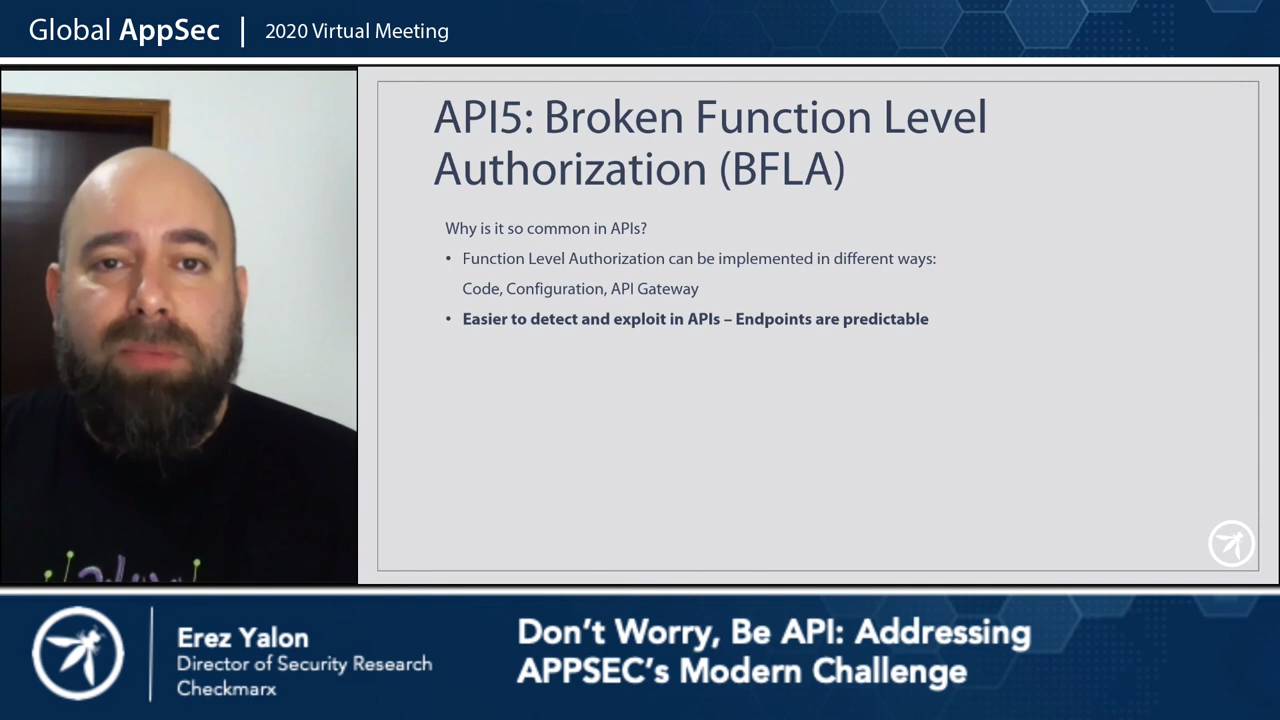 Global AppSec | 2020 Virtual Meeting
API5: Broken Function Level
Authorization (BFLA)
Why is it so common in APIs?
• Function Level Authorization can be implemented in different ways:
Code, Configuration, API Gateway
• Easier to detect and exploit in APIs – Endpoints are predictable
Erez Yalon
Director of Security Research
Checkmarx
Don’t Worry, Be API: Addressing
APPSEC’s Modern Challenge